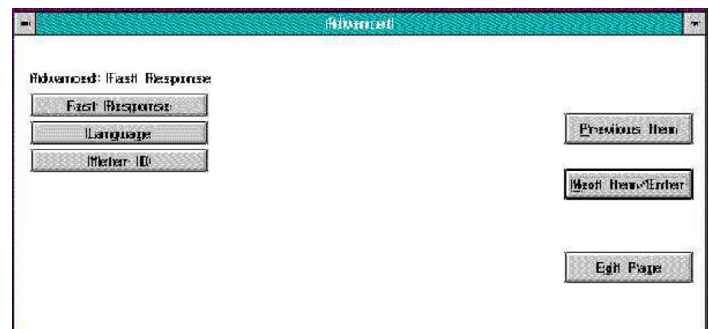 Advanced
Advanced: Fast Response
Fast Response
Language
Meter ID
Previous Item
Next Item/Enter
Exit Page